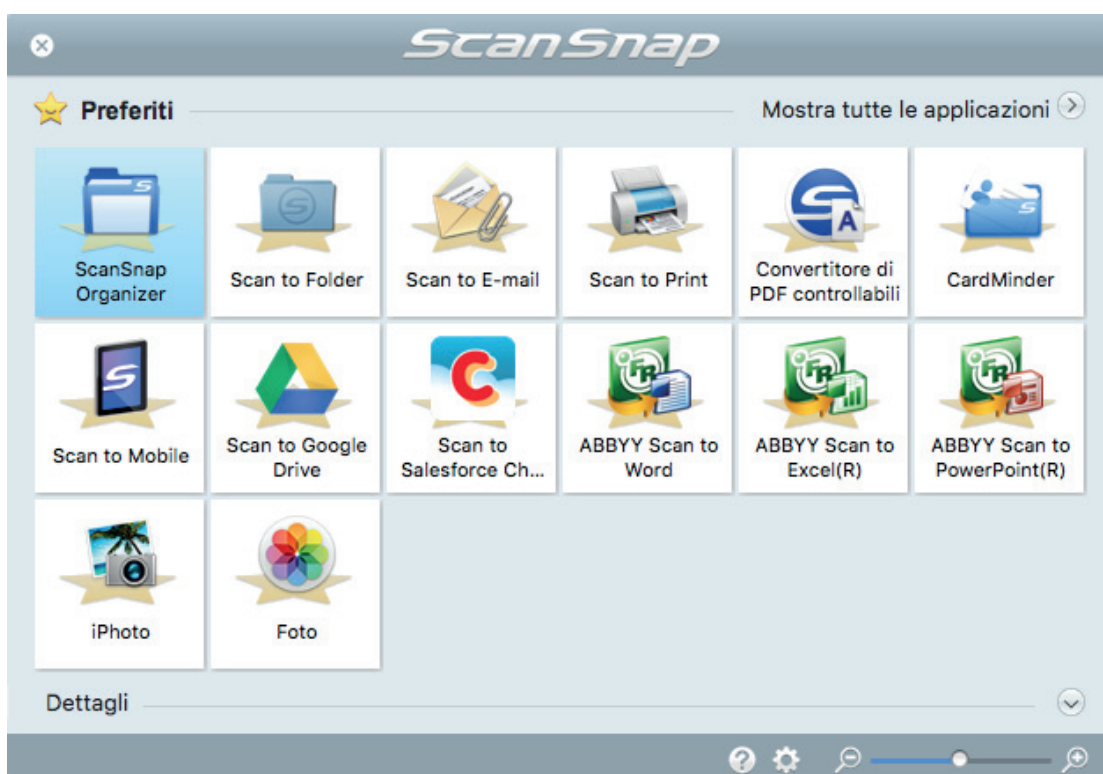 ScanSnap
Preferiti
Mostra tutte le applicazioni
ScanSnap
Organizer
Scan to Folder
Scan to E-mail
Scan to Print
Convertitore di
PDF controllabili
CardMinder
Scan to Mobile
Scan to Google
Drive
Scan to
Salesforce Ch...
ABBYY Scan to
Word
ABBYY Scan to
Excel(R)
ABBYY Scan to
PowerPoint(R)
iPhoto
Foto
Dettagli